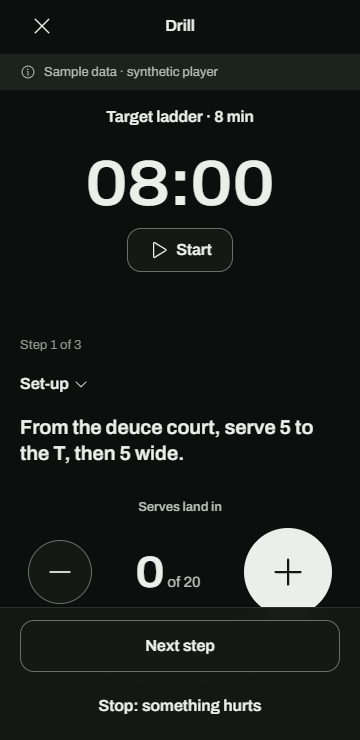 Drill
Sample data · synthetic player
Target ladder · 8 min
08:00
Start
Step 1 of 3
Set-up
From the deuce court, serve 5 to
the T, then 5 wide.
Serves land in
0 of 20
Next step
Stop: something hurts